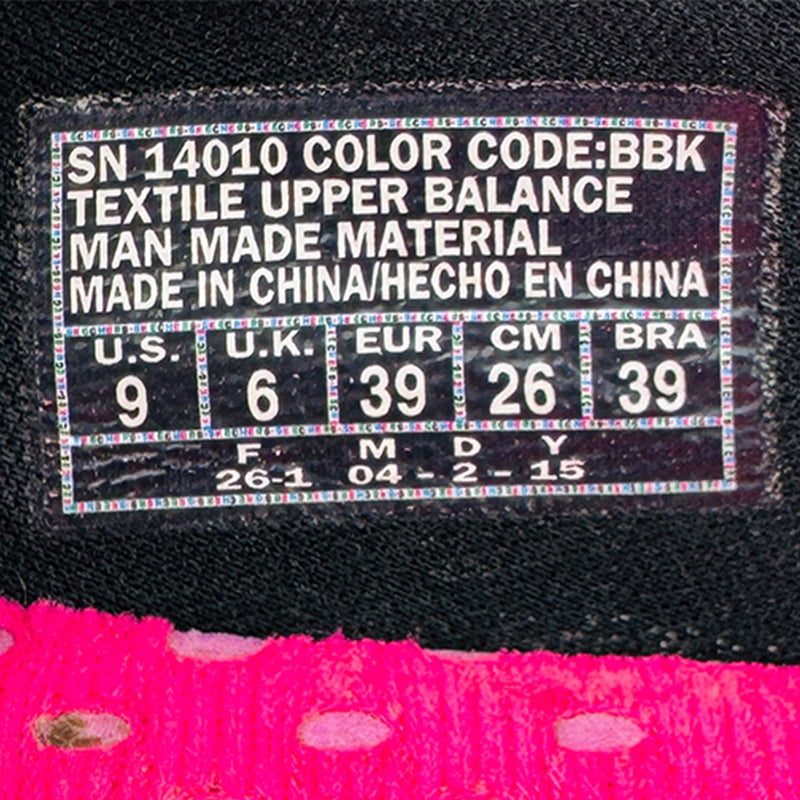 SN 14010 COLOR CODE:BBK
TEXTILE UPPER BALANCE
MAN MADE MATERIAL
MADE IN CHINA/HECHO EN CHINA
U.S. U.K. EUR CM BRA
9 6 39 26 39
F M D Y
26-1 04 - 2 - 15